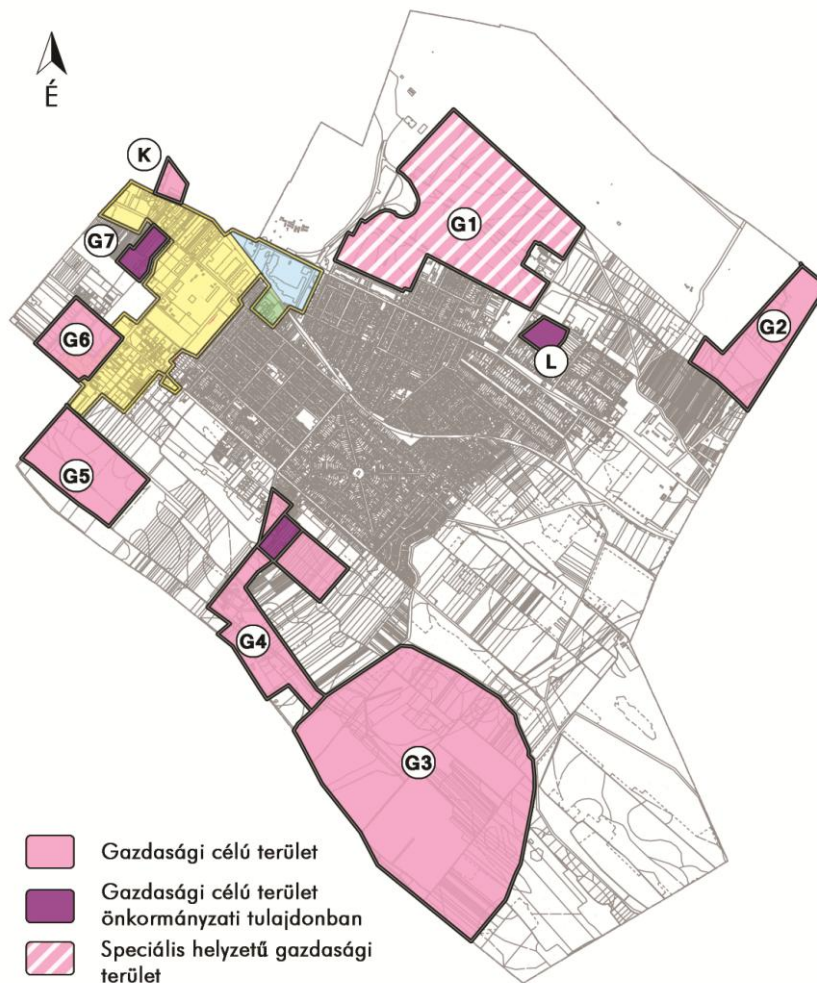 É
K
G1
G7
G2
G6
L
G5
G4
G3
Gazdasági célú terület
Gazdasági célú terület
önkormányzati tulajdonban
Speciális helyzetű gazdasági
terület